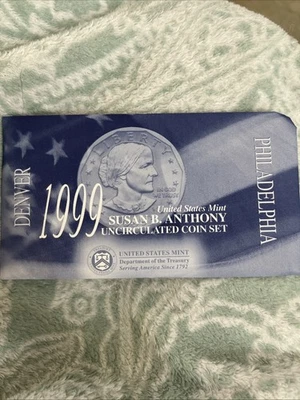 DENVER
1999
United States Mint
SUSAN B. ANTHONY
UNCIRCULATED COIN SET
PHILADELPHIA
UNITED STATES MINT
Department of the Treasury
Serving America Since 1792